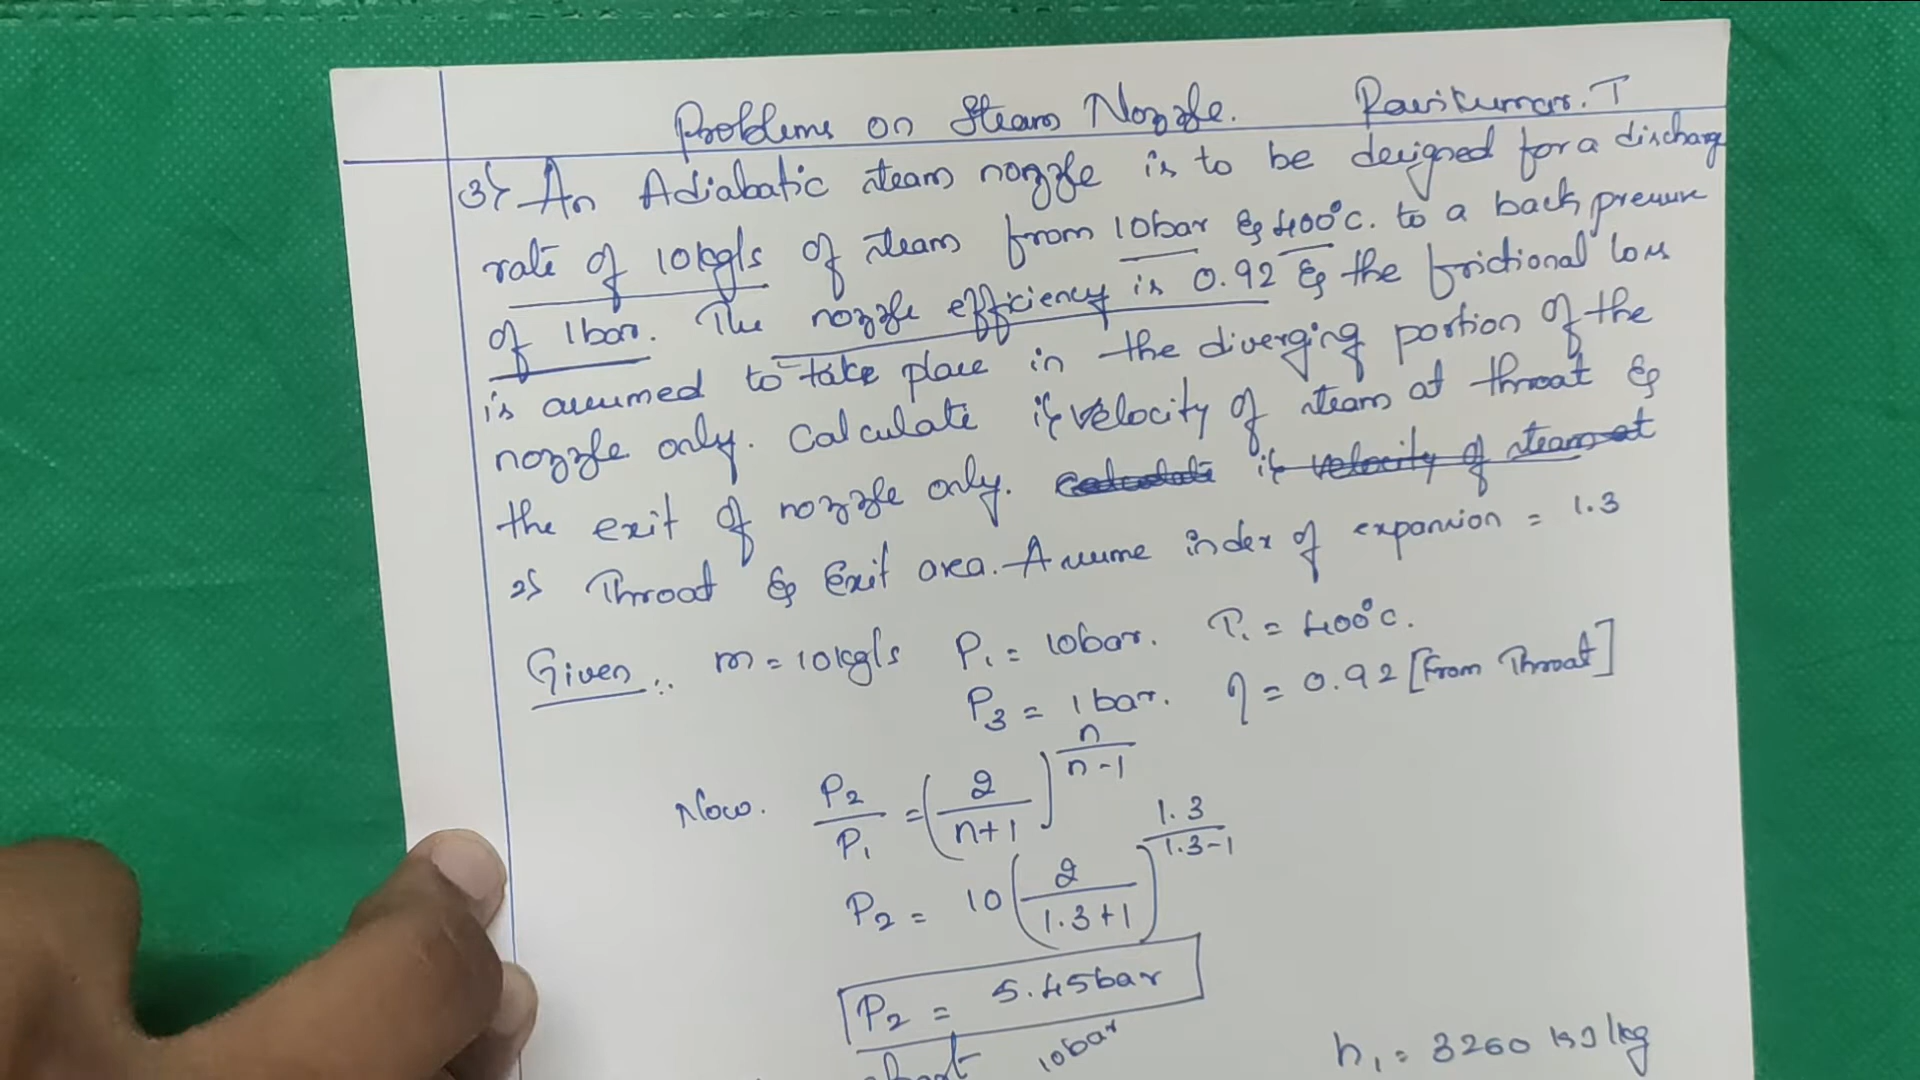 Problems on Steam Nozzle. Ravikumar. T
3) An Adiabatic steam nozzle is to be designed for a discharge
rate of 10kg/s of steam from 10bar & 400°C. to a back pressure
of 1bar. The nozzle efficiency is 0.92 & the frictional loss
is assumed to take place in the diverging portion of the
nozzle only. Calculate 1) velocity of steam at throat &
the exit of nozzle only. Calculate 1) velocity of steam at
2) Throat & Exit area. Assume index of expansion = 1.3
Given :. m = 10kg/s P₁ = 10bar. T₁ = 400°C.
P₃ = 1bar. η = 0.92 [From Throat]
Now. P₂/P₁ = (2/(n+1))^(n/(n-1))
P₂ = 10 (2/(1.3+1))^(1.3/(1.3-1))
P₂ = 5.45bar
10bar h₁ = 3260 kJ/kg